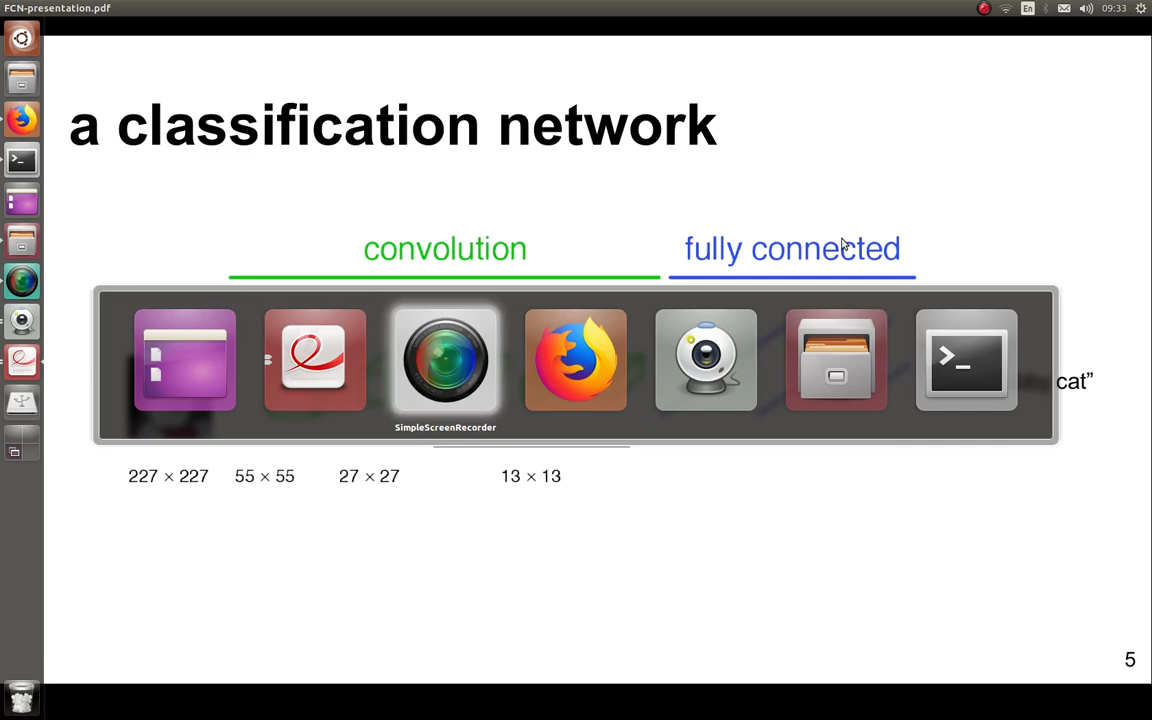 FCN-presentation.pdf
En
09:33
a classification network
convolution
fully connected
cat”
SimpleScreenRecorder
227 × 227
55 × 55
27 × 27
13 × 13
5